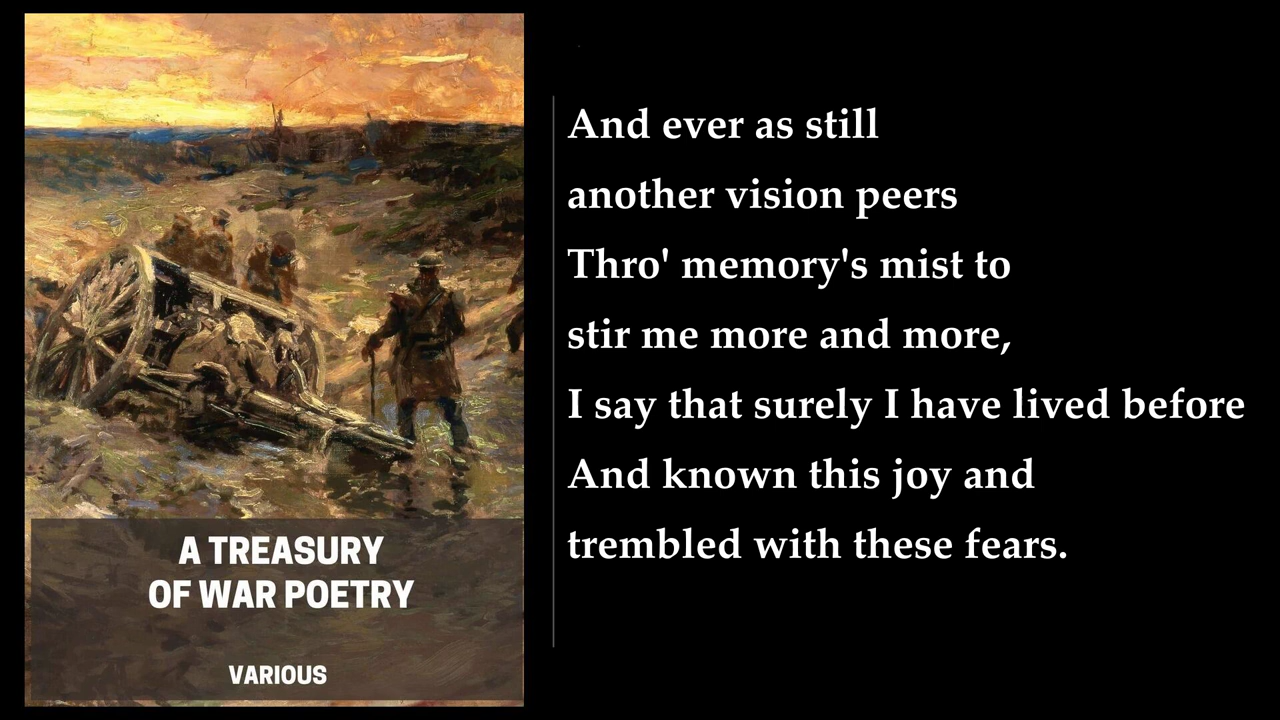 A TREASURY
OF WAR POETRY
VARIOUS
And ever as still
another vision peers
Thro' memory's mist to
stir me more and more,
I say that surely I have lived before
And known this joy and
trembled with these fears.